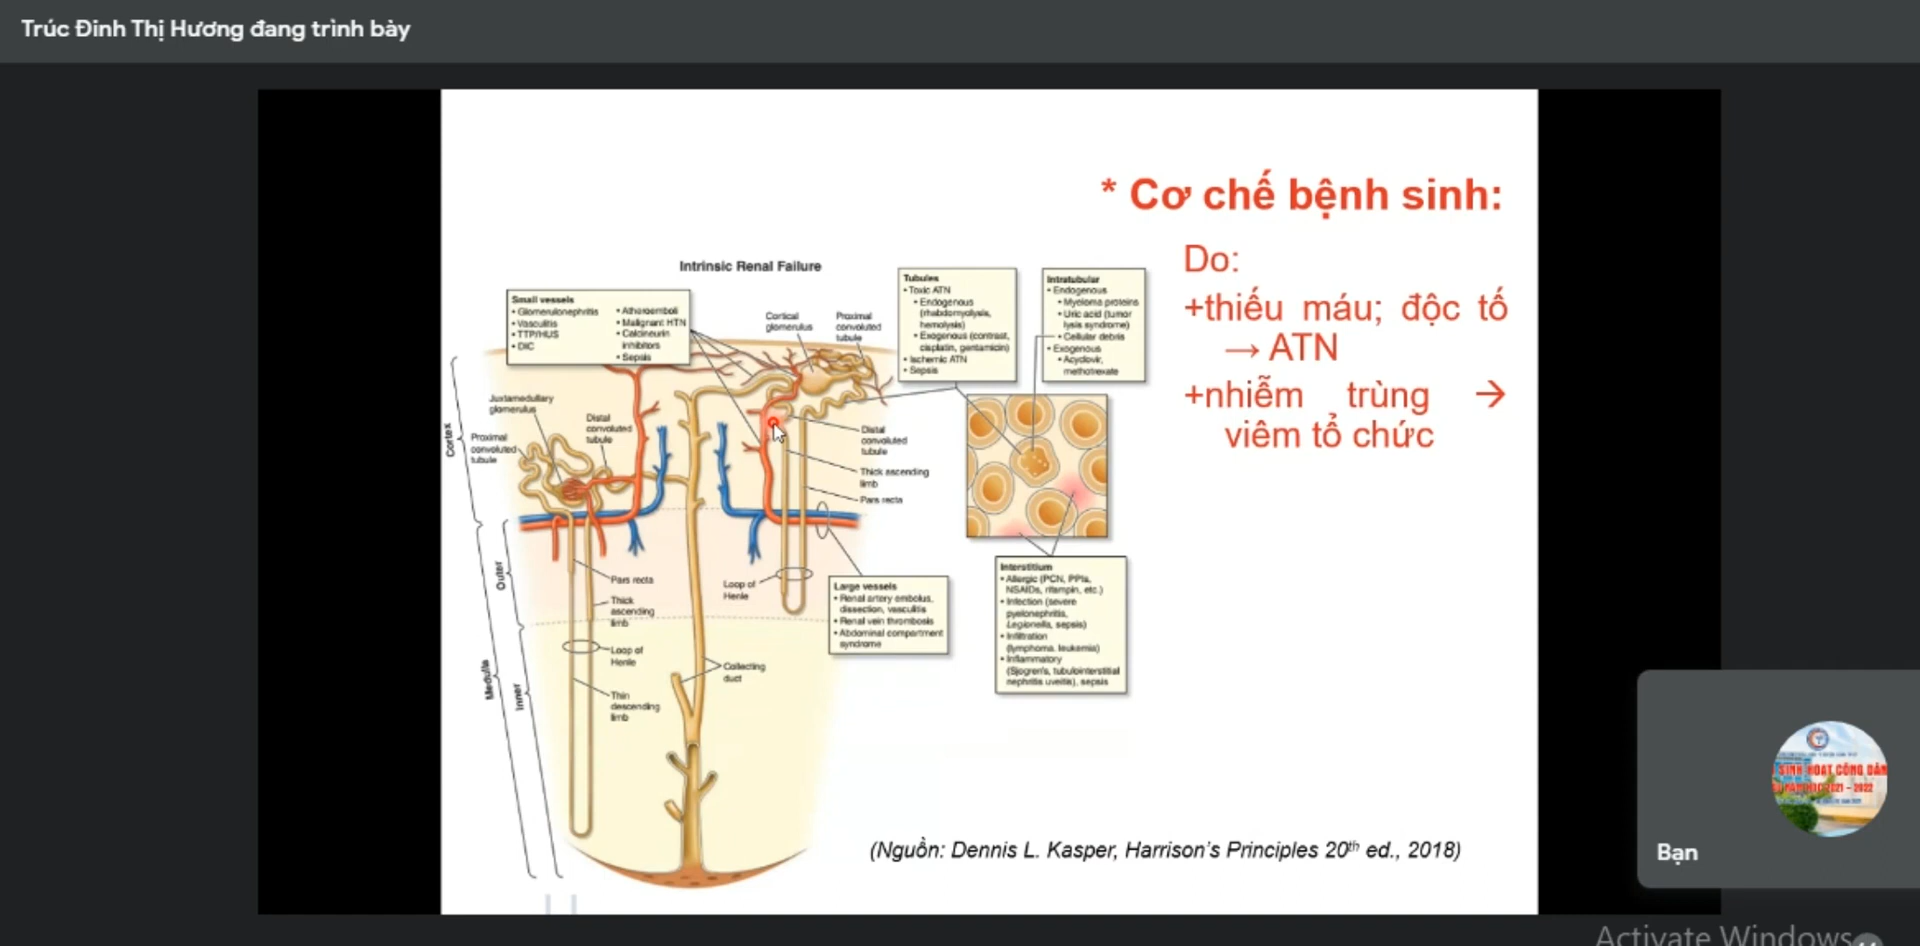 Trúc Đinh Thị Hương đang trình bày
* Cơ chế bệnh sinh:
Do:
+thiếu máu; độc tố
→ ATN
+nhiễm trùng →
viêm tổ chức
Intrinsic Renal Failure
Small vessels
• Glomerulonephritis
• Vasculitis
• TTP/HUS
• DIC
• Atheroemboli
• Malignant HTN
• Calcineurin
inhibitors
• Sepsis
Cortical
glomerulus
Proximal
convoluted
tubule
Tubules
• Toxic ATN
• Endogenous
(rhabdomyolysis,
hemolysis)
• Exogenous (contrast,
cisplatin, gentamicin)
• Ischemic ATN
• Sepsis
Intratubular
• Endogenous
• Myeloma proteins
• Uric acid (tumor
lysis syndrome)
• Cellular debris
• Exogenous
• Acyclovir,
methotrexate
Juxtamedullary
glomerulus
Proximal
convoluted
tubule
Distal
convoluted
tubule
Distal
convoluted
tubule
Thick ascending
limb
Pars recta
Cortex
Medulla
Outer
Inner
Pars recta
Thick
ascending
limb
Loop of
Henle
Thin
descending
limb
Loop of
Henle
Collecting
duct
Large vessels
• Renal artery embolus,
dissection, vasculitis
• Renal vein thrombosis
• Abdominal compartment
syndrome
Interstitium
• Allergic (PCN, PPIs,
NSAIDs, rifampin, etc.)
• Infection (severe
pyelonephritis,
Legionella, sepsis)
• Infiltration
(lymphoma, leukemia)
• Inflammatory
(Sjogren's, tubulointerstitial
nephritis uveitis), sepsis
(Nguồn: Dennis L. Kasper, Harrison's Principles 20th ed., 2018)
SINH HOẠT CÔNG DÂN
NĂM HỌC 2021 - 2022
Bạn
Activate Windows